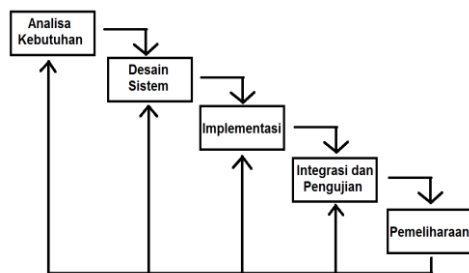 Analisa
Kebutuhan
Desain
Sistem
Implementasi
Integrasi dan
Pengujian
Pemeliharaan